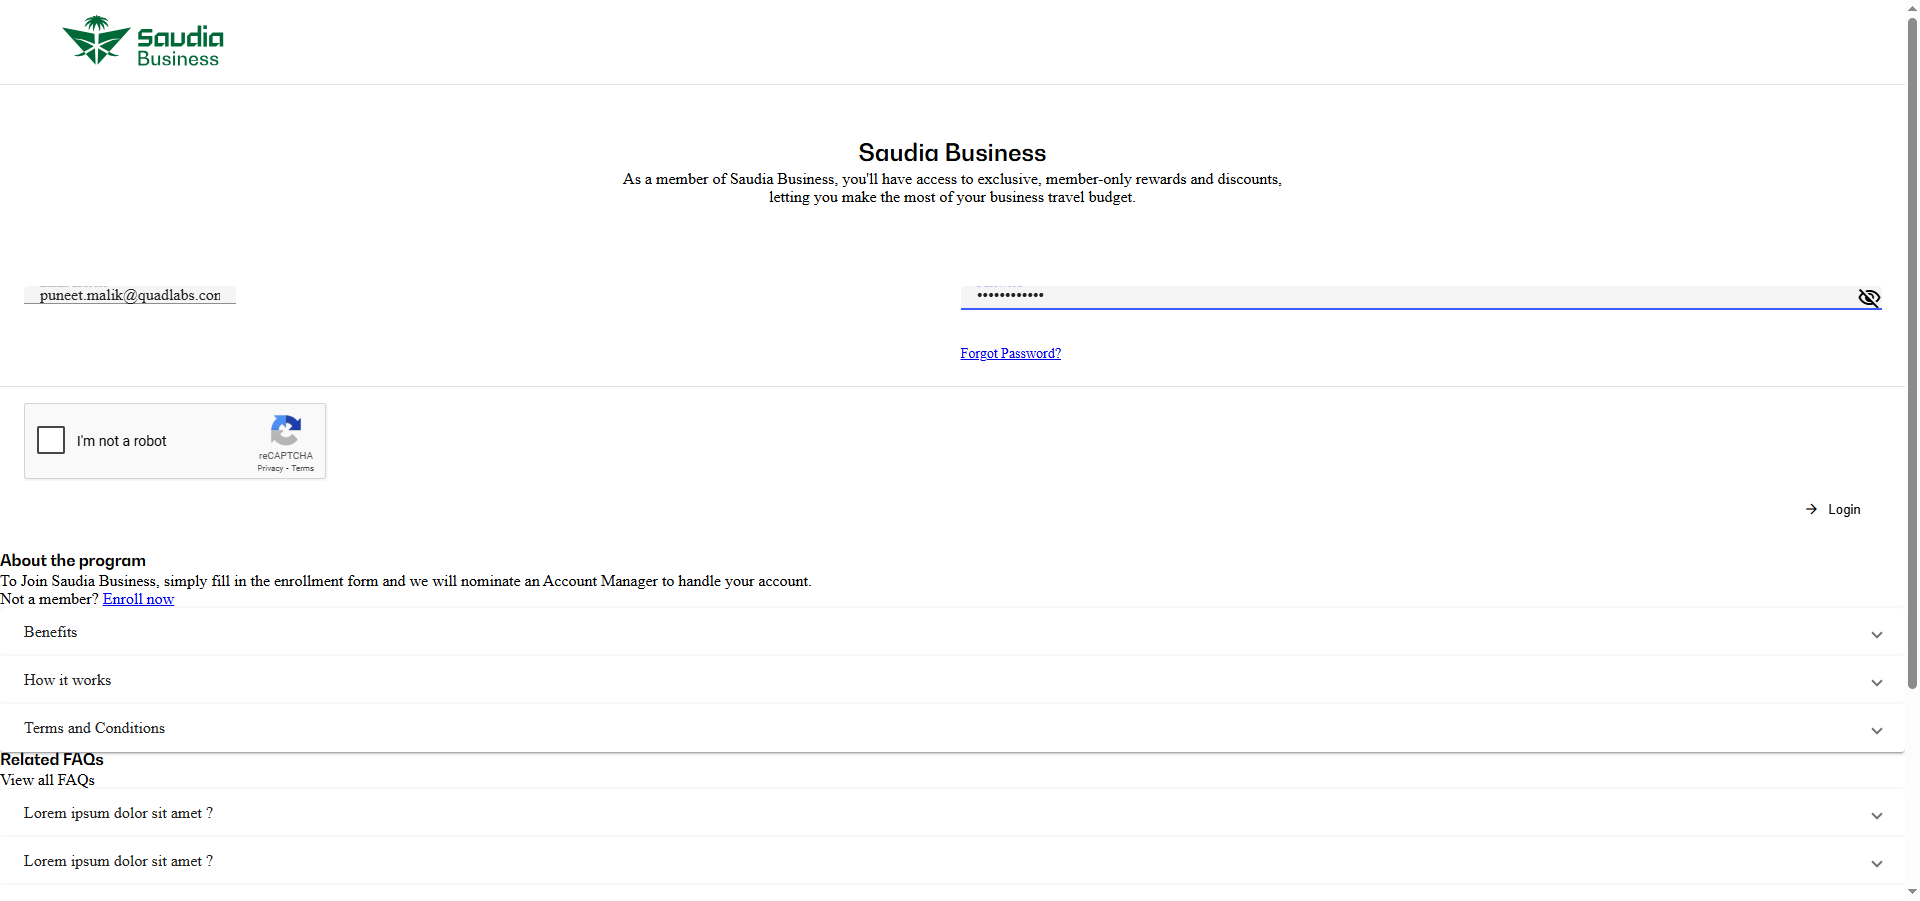 Saudia
Business
Saudia Business
As a member of Saudia Business, you'll have access to exclusive, member-only rewards and discounts,
letting you make the most of your business travel budget.
puneet.malik@quadlabs.con
••••••••••••
Forgot Password?
I'm not a robot
reCAPTCHA
Privacy - Terms
Login
About the program
To Join Saudia Business, simply fill in the enrollment form and we will nominate an Account Manager to handle your account.
Not a member? Enroll now
Benefits
How it works
Terms and Conditions
Related FAQs
View all FAQs
Lorem ipsum dolor sit amet ?
Lorem ipsum dolor sit amet ?